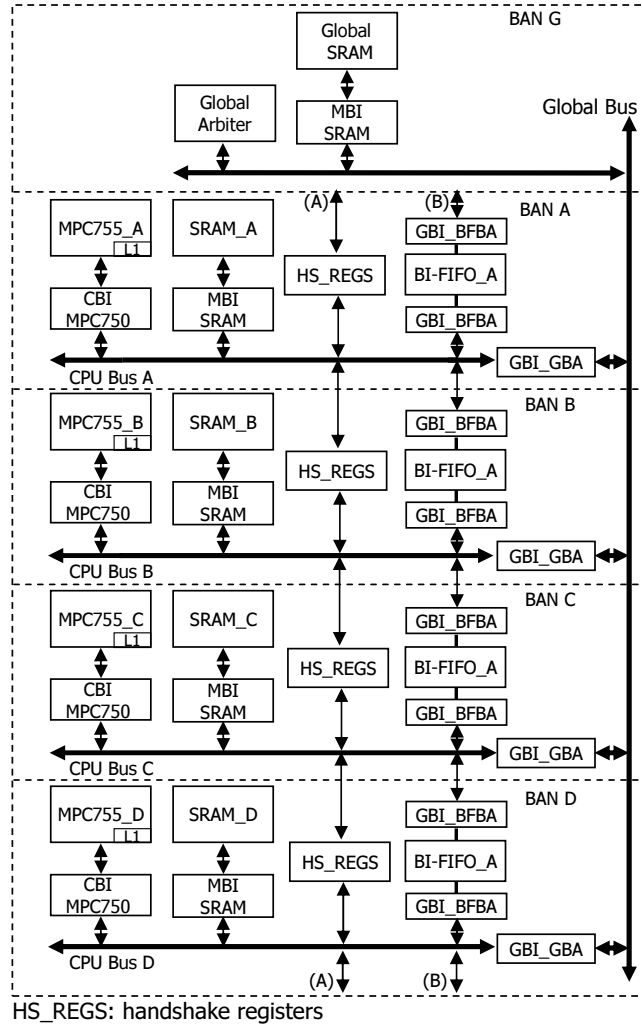 BAN G
Global
SRAM
Global
Arbiter
MBI
SRAM
Global Bus
(A)
(B)
BAN A
MPC755_A
L1
SRAM_A
GBI_BFBA
HS_REGS
BI-FIFO_A
CBI
MPC750
MBI
SRAM
GBI_BFBA
GBI_GBA
CPU Bus A
BAN B
MPC755_B
L1
SRAM_B
GBI_BFBA
HS_REGS
BI-FIFO_A
CBI
MPC750
MBI
SRAM
GBI_BFBA
GBI_GBA
CPU Bus B
BAN C
MPC755_C
L1
SRAM_C
GBI_BFBA
HS_REGS
BI-FIFO_A
CBI
MPC750
MBI
SRAM
GBI_BFBA
GBI_GBA
CPU Bus C
BAN D
MPC755_D
L1
SRAM_D
GBI_BFBA
HS_REGS
BI-FIFO_A
CBI
MPC750
MBI
SRAM
GBI_BFBA
GBI_GBA
CPU Bus D
(A)
(B)
HS_REGS: handshake registers